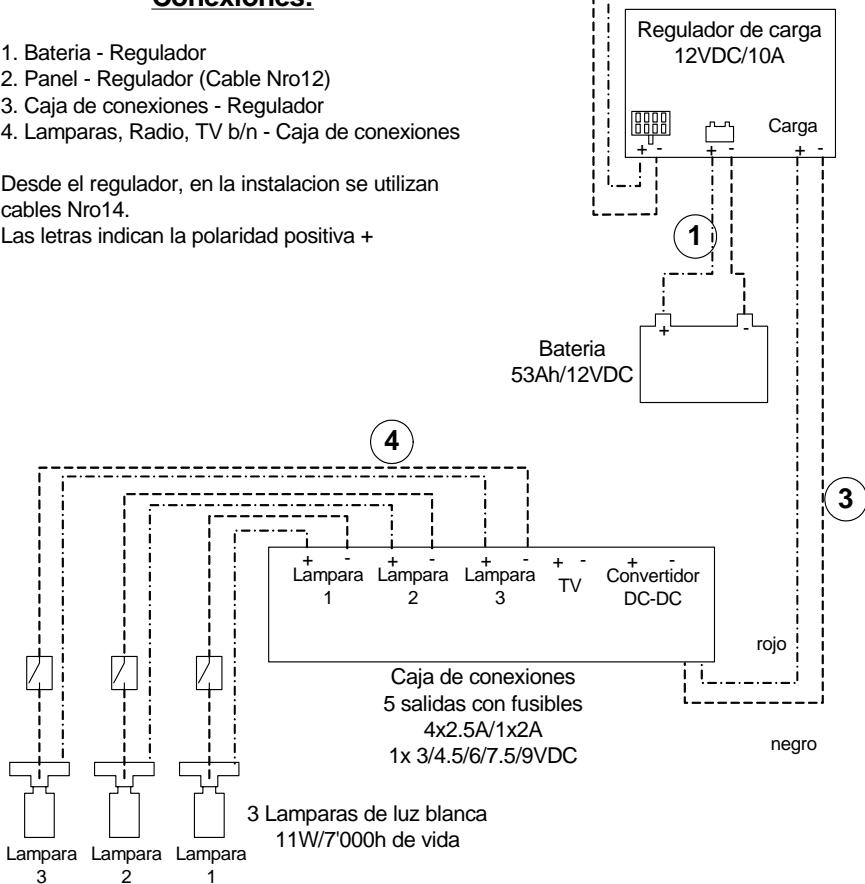 Conexiones:
1. Bateria - Regulador
2. Panel - Regulador (Cable Nro12)
3. Caja de conexiones - Regulador
4. Lamparas, Radio, TV b/n - Caja de conexiones
Desde el regulador, en la instalacion se utilizan
cables Nro14.
Las letras indican la polaridad positiva +
Regulador de carga
12VDC/10A
Carga
+ - + - + -
1
+ -
Bateria
53Ah/12VDC
4
3
+ - + - + - + - + -
Lampara
1
Lampara
2
Lampara
3
TV
Convertidor
DC-DC
rojo
negro
Caja de conexiones
5 salidas con fusibles
4x2.5A/1x2A
1x 3/4.5/6/7.5/9VDC
3 Lamparas de luz blanca
11W/7'000h de vida
Lampara
3
Lampara
2
Lampara
1